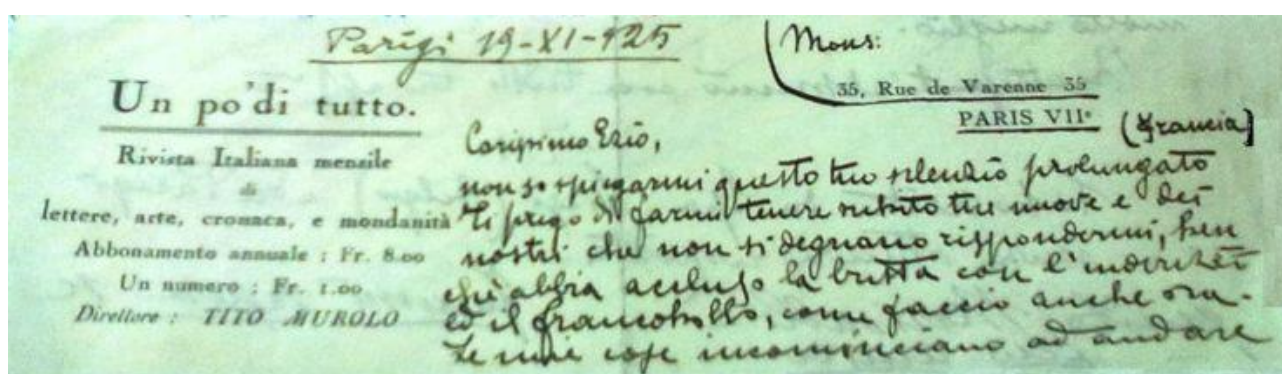 Parigi 19-XI-925
Mons:
35, Rue de Varenne 35
PARIS VIIe (Francia)
Un po' di tutto.
Rivista Italiana mensile
di
lettere, arte, cronaca, e mondanità
Abbonamento annuale : Fr. 8.00
Un numero : Fr. 1.00
Direttore : TITO MUROLO
Carissimo Ezio,
non so spiegarmi questo tuo silenzio prolungato
Ti prego di farmi tenere subito tue nuove e dei
nostri che non si degnano rispondermi, ben
chè abbia accluso la busta con l'indirizzo
ed il francobollo, come faccio anche ora.
Le mie cose incominciano ad andare